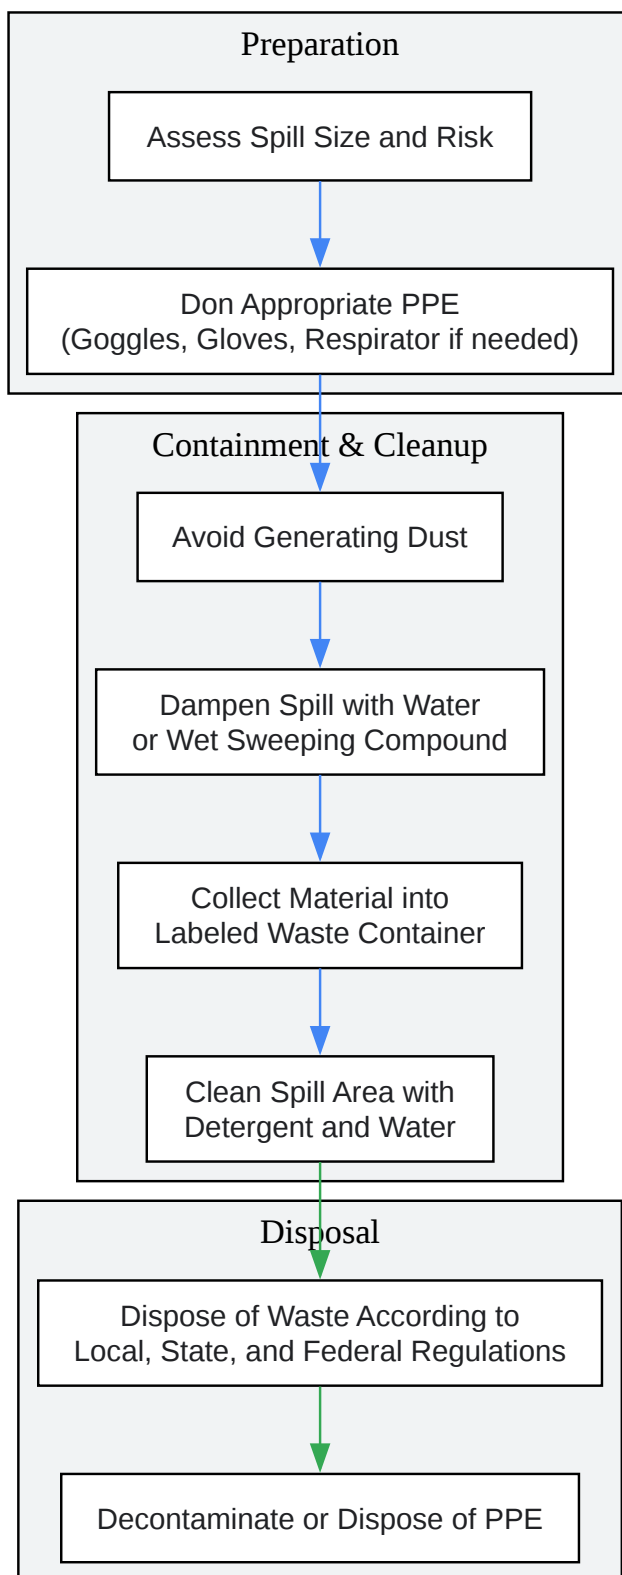 Preparation
Assess Spill Size and Risk
Don Appropriate PPE
(Goggles, Gloves, Respirator if needed)
Containment & Cleanup
Avoid Generating Dust
Dampen Spill with Water
or Wet Sweeping Compound
Collect Material into
Labeled Waste Container
Clean Spill Area with
Detergent and Water
Disposal
Dispose of Waste According to
Local, State, and Federal Regulations
Decontaminate or Dispose of PPE